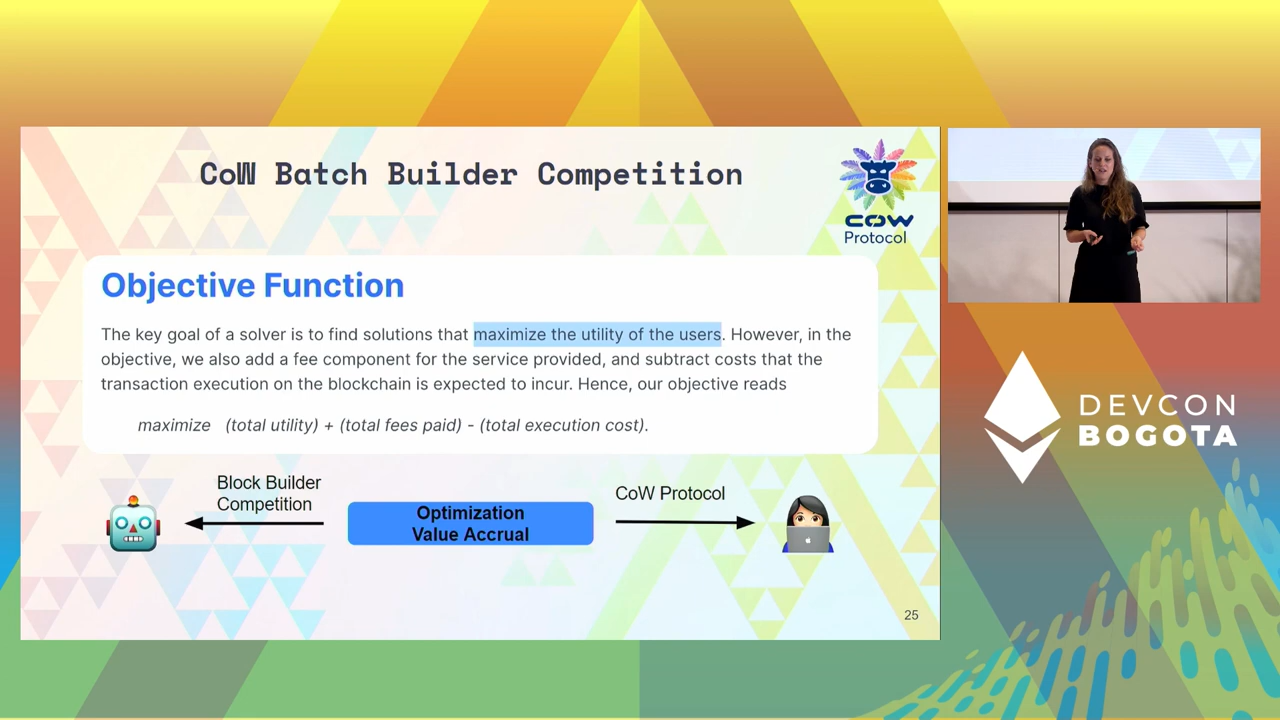 CoW Batch Builder Competition
COW
Protocol
Objective Function
The key goal of a solver is to find solutions that maximize the utility of the users. However, in the
objective, we also add a fee component for the service provided, and subtract costs that the
transaction execution on the blockchain is expected to incur. Hence, our objective reads
maximize (total utility) + (total fees paid) - (total execution cost).
Block Builder
Competition
Optimization
Value Accrual
CoW Protocol
25
DEVCON
BOGOTA